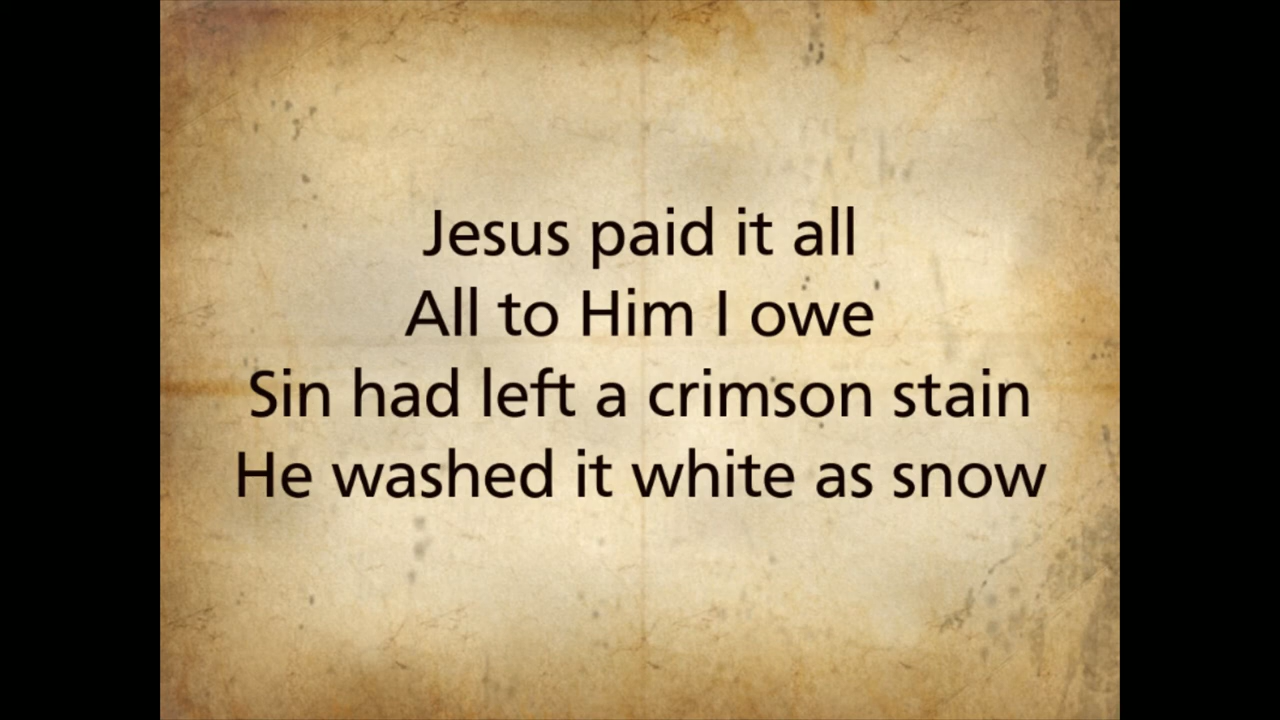 Jesus paid it all
All to Him I owe
Sin had left a crimson stain
He washed it white as snow